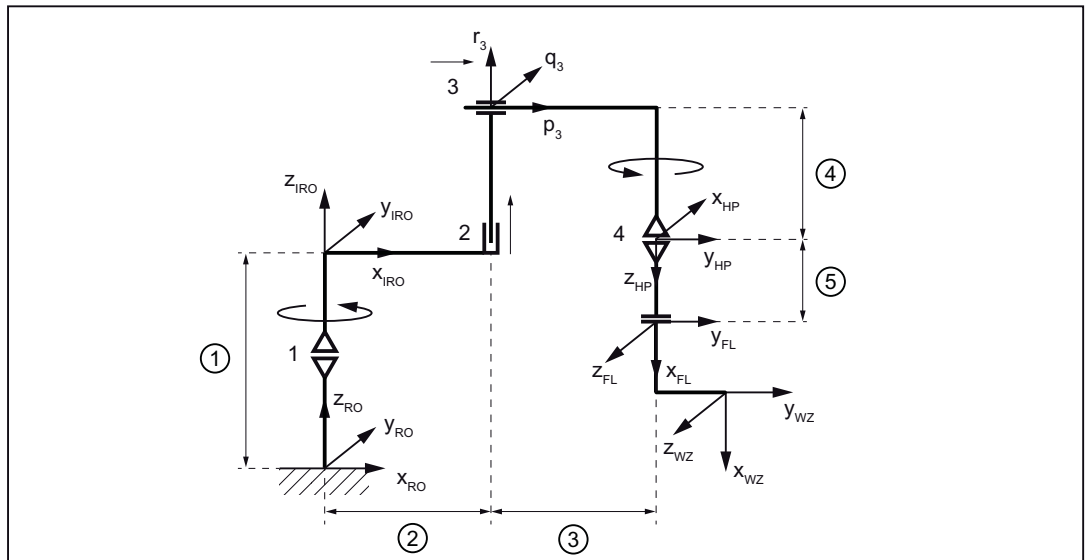 r3
q3
3
p3
4
zIRO
yIRO
xHP
2
4
xIRO
yHP
zHP
5
1
1
yFL
zFL
xFL
zRO
yRO
yWZ
zWZ
xRO
xWZ
2
3